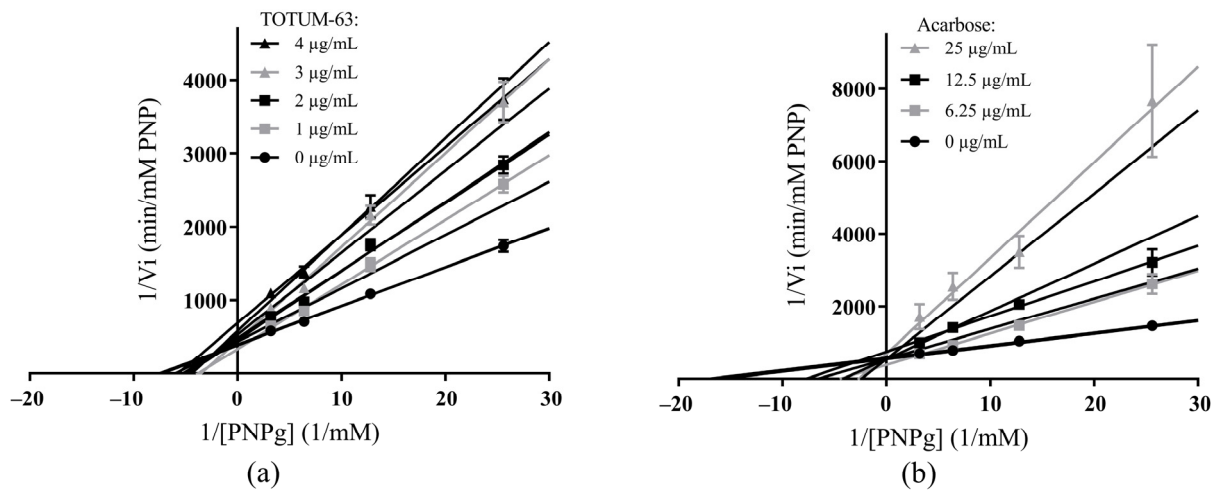 TOTUM-63:
4 µg/mL
3 µg/mL
2 µg/mL
1 µg/mL
0 µg/mL
4000
3000
2000
1000
1/Vi (min/mM PNP)
−20 −10 0 10 20 30
1/[PNPg] (1/mM)
(a)
Acarbose:
25 µg/mL
12.5 µg/mL
6.25 µg/mL
0 µg/mL
8000
6000
4000
2000
1/Vi (min/mM PNP)
−20 −10 0 10 20 30
1/[PNPg] (1/mM)
(b)